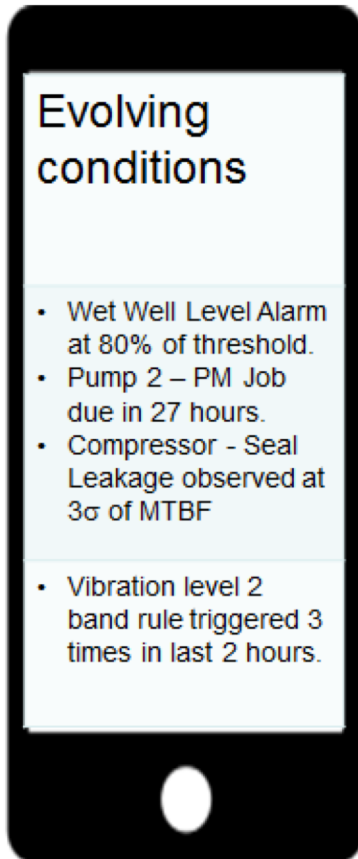 Evolving
conditions
• Wet Well Level Alarm
at 80% of threshold.
• Pump 2 – PM Job
due in 27 hours.
• Compressor - Seal
Leakage observed at
3σ of MTBF
• Vibration level 2
band rule triggered 3
times in last 2 hours.